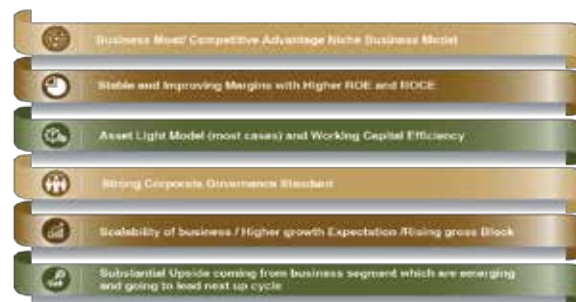 Business Moat/ Competitive Advantage Niche Business Model
Stable and Improving Margins with Higher ROE and ROCE
Asset Light Model (most cases) and Working Capital Efficiency
Strong Corporate Governance Standard
Scalability of business / Higher growth Expectation /Rising gross Block
Substantial Upside coming from business segment which are emerging
and going to lead next up cycle